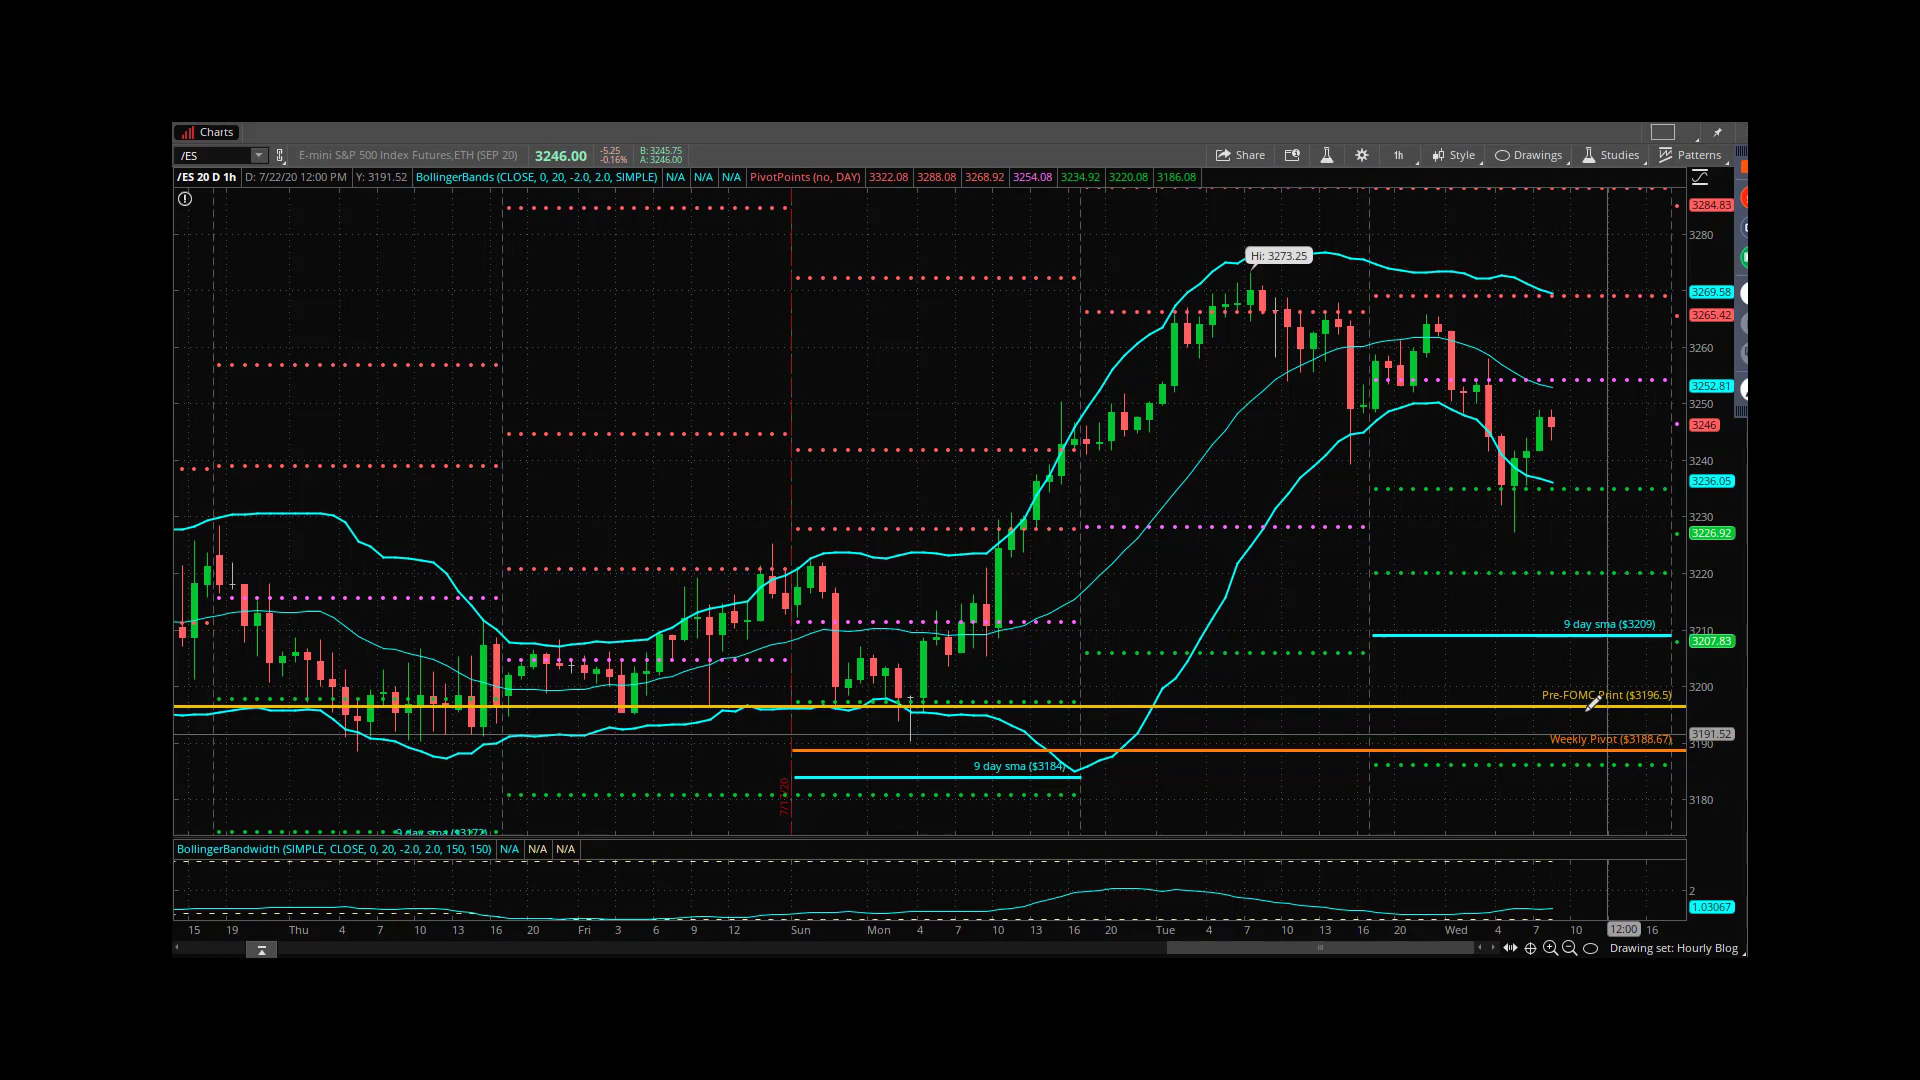 Charts
/ES E-mini S&P 500 Index Futures,ETH (SEP 20) 3246.00 -5.25 -0.16% B: 3245.75 A: 3246.00 Share 1h Style Drawings Studies Patterns
/ES 20 D 1h D: 7/22/20 12:00 PM Y: 3191.52 BollingerBands (CLOSE, 0, 20, -2.0, 2.0, SIMPLE) N/A N/A N/A PivotPoints (no, DAY) 3322.08 3288.08 3268.92 3254.08 3234.92 3220.08 3186.08
3284.83
3280
Hi: 3273.25
3269.58
3265.42
3260
3252.81
3250
3246
3240
3236.05
3230
3226.92
3220
9 day sma ($3209)
3210
3207.83
3200
Pre-FOMC Print ($3196.5)
3191.52
3190
Weekly Pivot ($3188.67)
9 day sma ($3184)
3180
9 day sma ($3172)
BollingerBandwidth (SIMPLE, CLOSE, 0, 20, -2.0, 2.0, 150, 150) N/A N/A N/A
2
1.03067
15 19 Thu 4 7 10 13 16 20 Fri 3 6 9 12 Sun Mon 4 7 10 13 16 20 Tue 4 7 10 13 16 20 Wed 4 7 10 12:00 16
Drawing set: Hourly Blog